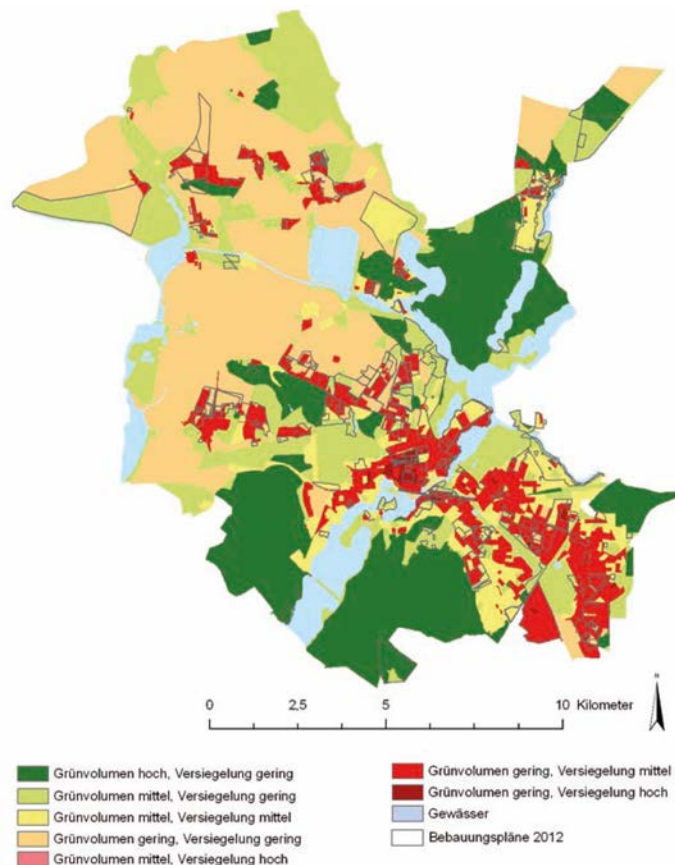 N
0 2,5 5 10 Kilometer
Grünvolumen hoch, Versiegelung gering
Grünvolumen mittel, Versiegelung gering
Grünvolumen mittel, Versiegelung mittel
Grünvolumen gering, Versiegelung gering
Grünvolumen mittel, Versiegelung hoch
Grünvolumen gering, Versiegelung mittel
Grünvolumen gering, Versiegelung hoch
Gewässer
Bebauungspläne 2012